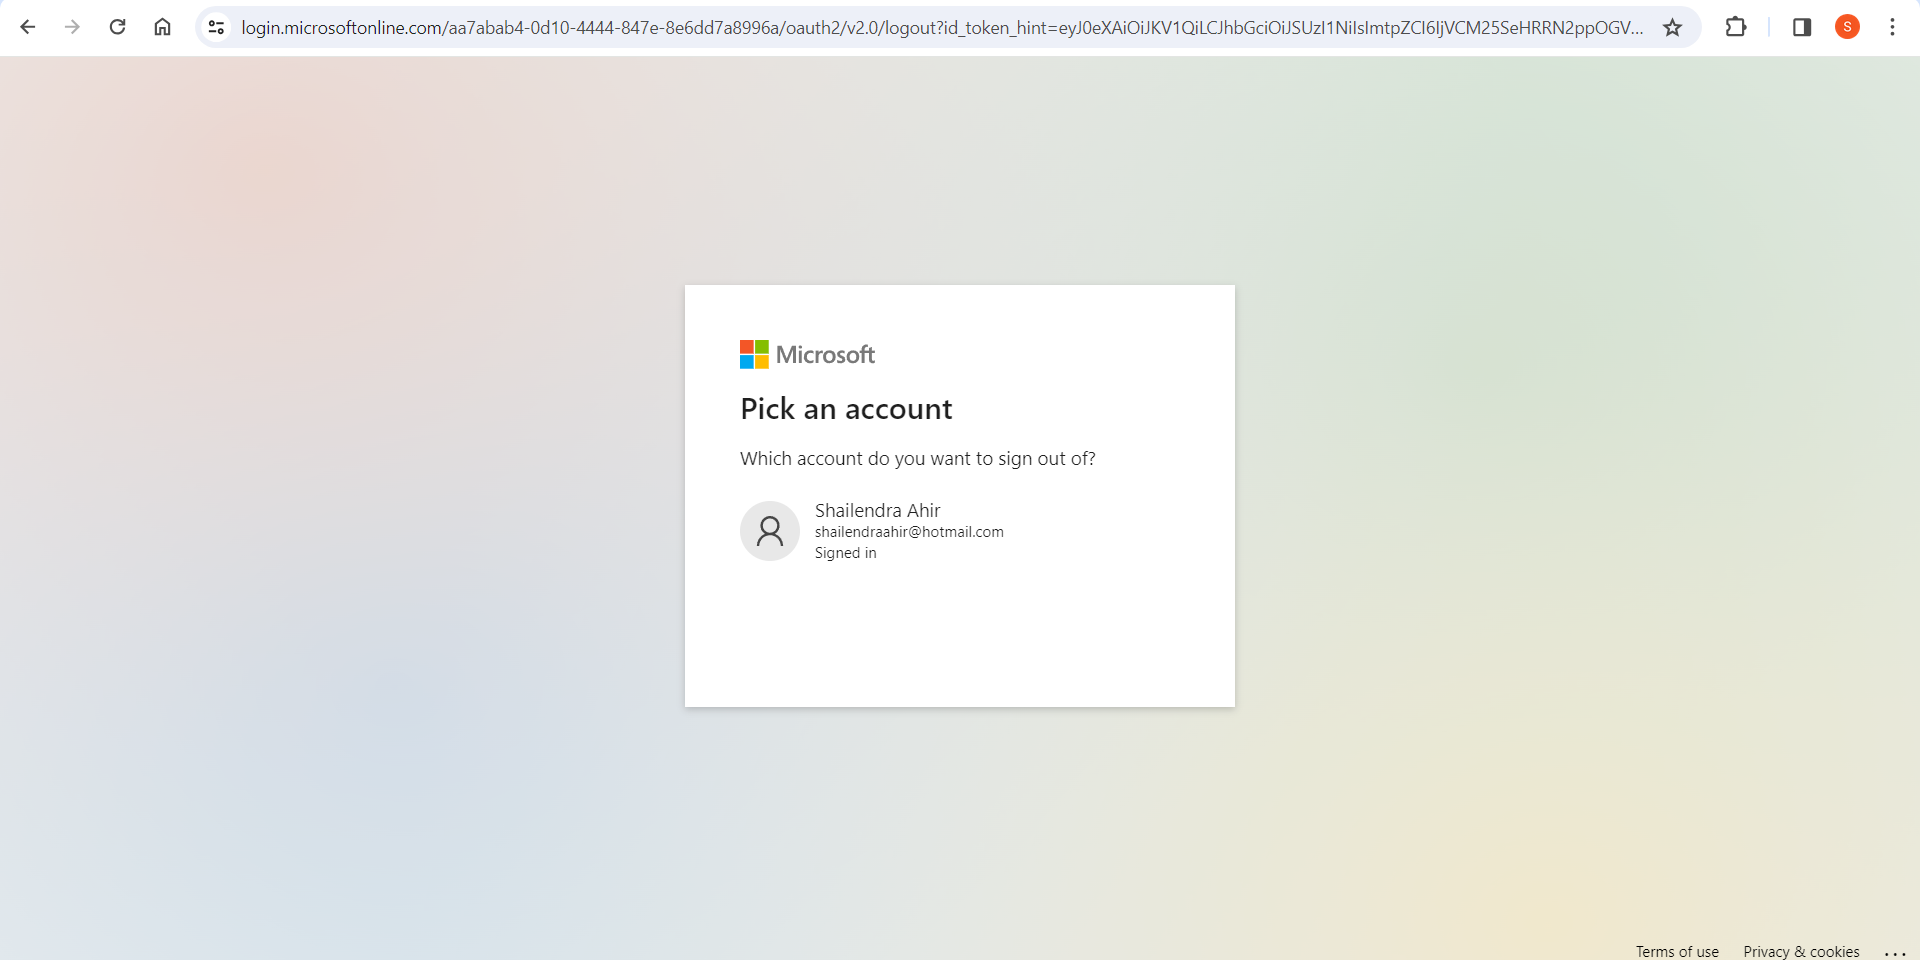 login.microsoftonline.com/aa7abab4-0d10-4444-847e-8e6dd7a8996a/oauth2/v2.0/logout?id_token_hint=eyJ0eXAiOiJKV1QiLCJhbGciOiJSUzI1NiIsImtpZCI6IjVCM25SeHRRN2ppOGV...
S
Microsoft
Pick an account
Which account do you want to sign out of?
Shailendra Ahir
shailendraahir@hotmail.com
Signed in
Terms of use Privacy & cookies ...